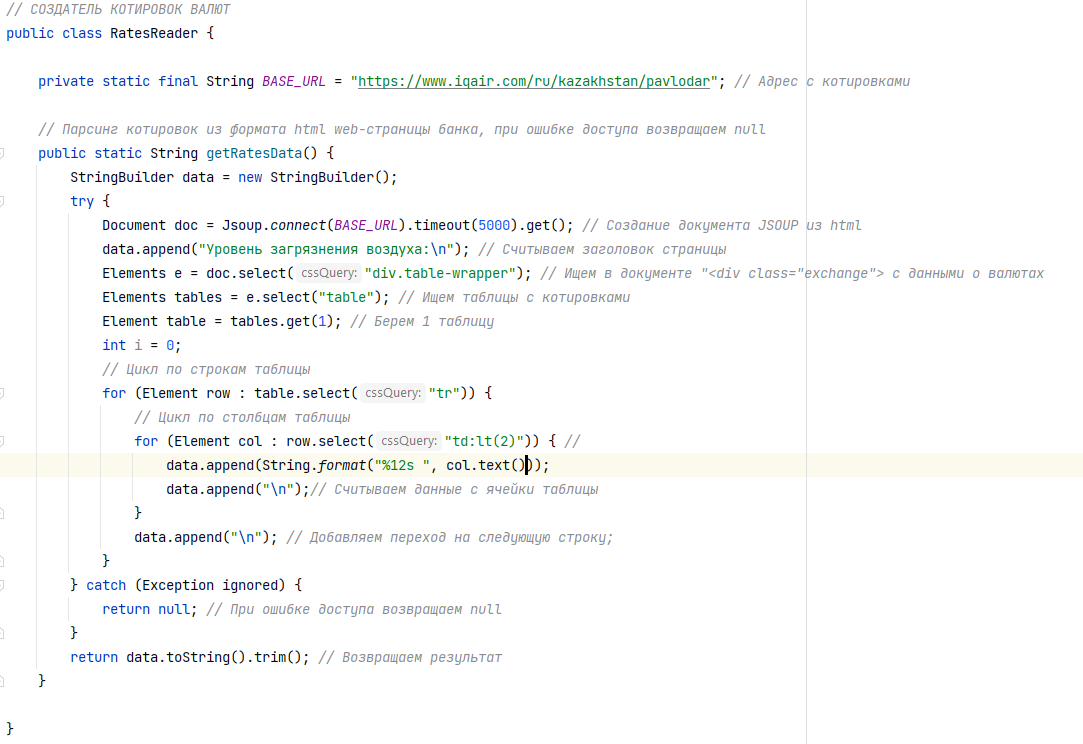 // СОЗДАТЕЛЬ КОТИРОВОК ВАЛЮТ
public class RatesReader {
private static final String BASE_URL = "https://www.iqair.com/ru/kazakhstan/pavlodar"; // Адрес с котировками
// Парсинг котировок из формата html web-страницы банка, при ошибке доступа возвращаем null
public static String getRatesData() {
StringBuilder data = new StringBuilder();
try {
Document doc = Jsoup.connect(BASE_URL).timeout(5000).get(); // Создание документа JSOUP из html
data.append("Уровень загрязнения воздуха:\n"); // Считываем заголовок страницы
Elements e = doc.select( cssQuery: "div.table-wrapper"); // Ищем в документе "<div class="exchange"> с данными о валютах
Elements tables = e.select("table"); // Ищем таблицы с котировками
Element table = tables.get(1); // Берем 1 таблицу
int i = 0;
// Цикл по строкам таблицы
for (Element row : table.select( cssQuery: "tr")) {
// Цикл по столбцам таблицы
for (Element col : row.select( cssQuery: "td:lt(2)")) { //
data.append(String.format("%12s ", col.text()));
data.append("\n");// Считываем данные с ячейки таблицы
}
data.append("\n"); // Добавляем переход на следующую строку;
}
} catch (Exception ignored) {
return null; // При ошибке доступа возвращаем null
}
return data.toString().trim(); // Возвращаем результат
}
}